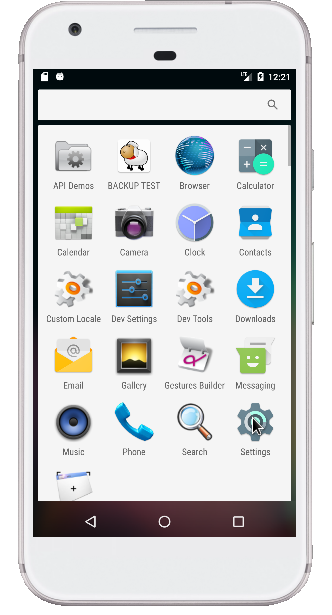 LTE 12:21
API Demos BACKUP TEST Browser Calculator
Calendar Camera Clock Contacts
Custom Locale Dev Settings Dev Tools Downloads
Email Gallery Gestures Builder Messaging
Music Phone Search Settings